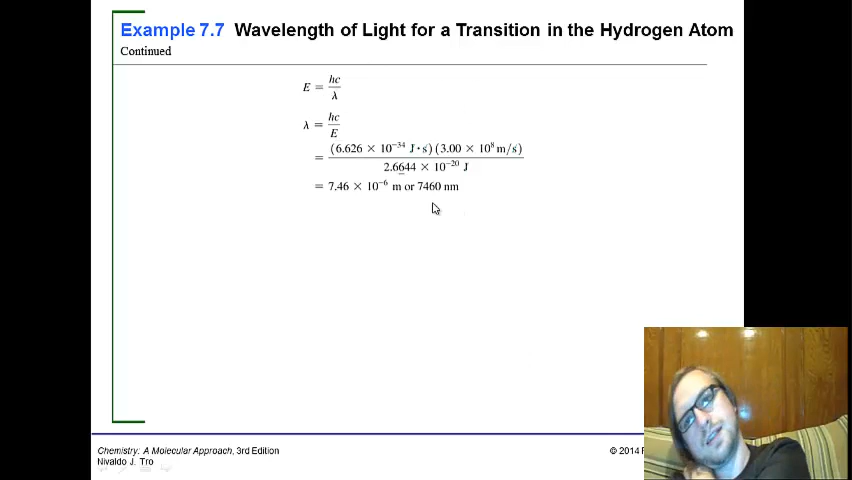 Example 7.7 Wavelength of Light for a Transition in the Hydrogen Atom
Continued
E = hc / λ
λ = hc / E
= (6.626 × 10⁻³⁴ J · s) (3.00 × 10⁸ m/s) / 2.6644 × 10⁻²⁰ J
= 7.46 × 10⁻⁶ m or 7460 nm
Chemistry: A Molecular Approach, 3rd Edition
Nivaldo J. Tro
© 2014